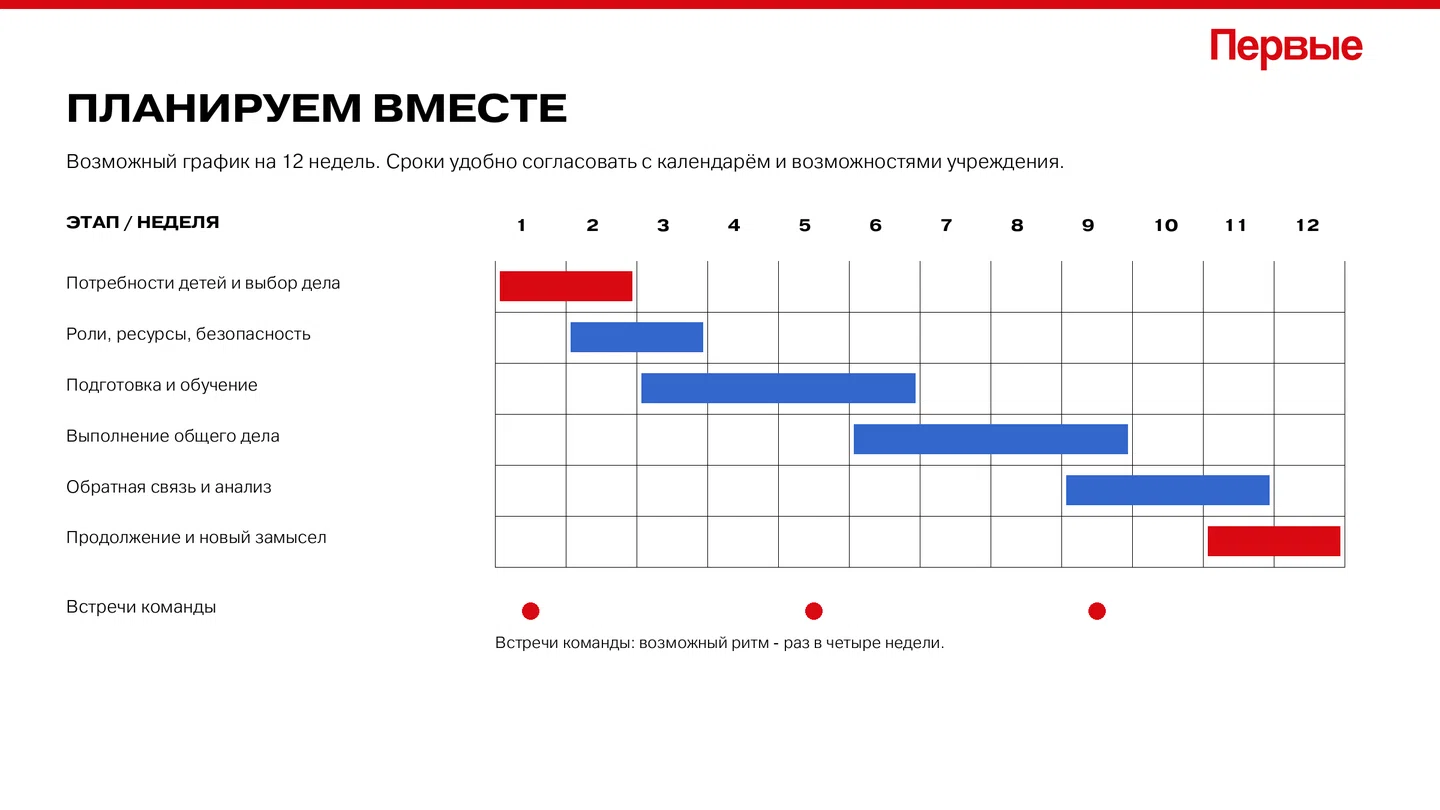 Первые
ПЛАНИРУЕМ ВМЕСТЕ
Возможный график на 12 недель. Сроки удобно согласовать с календарём и возможностями учреждения.
ЭТАП / НЕДЕЛЯ 1 2 3 4 5 6 7 8 9 10 11 12
Потребности детей и выбор дела
Роли, ресурсы, безопасность
Подготовка и обучение
Выполнение общего дела
Обратная связь и анализ
Продолжение и новый замысел
Встречи команды
Встречи команды: возможный ритм - раз в четыре недели.